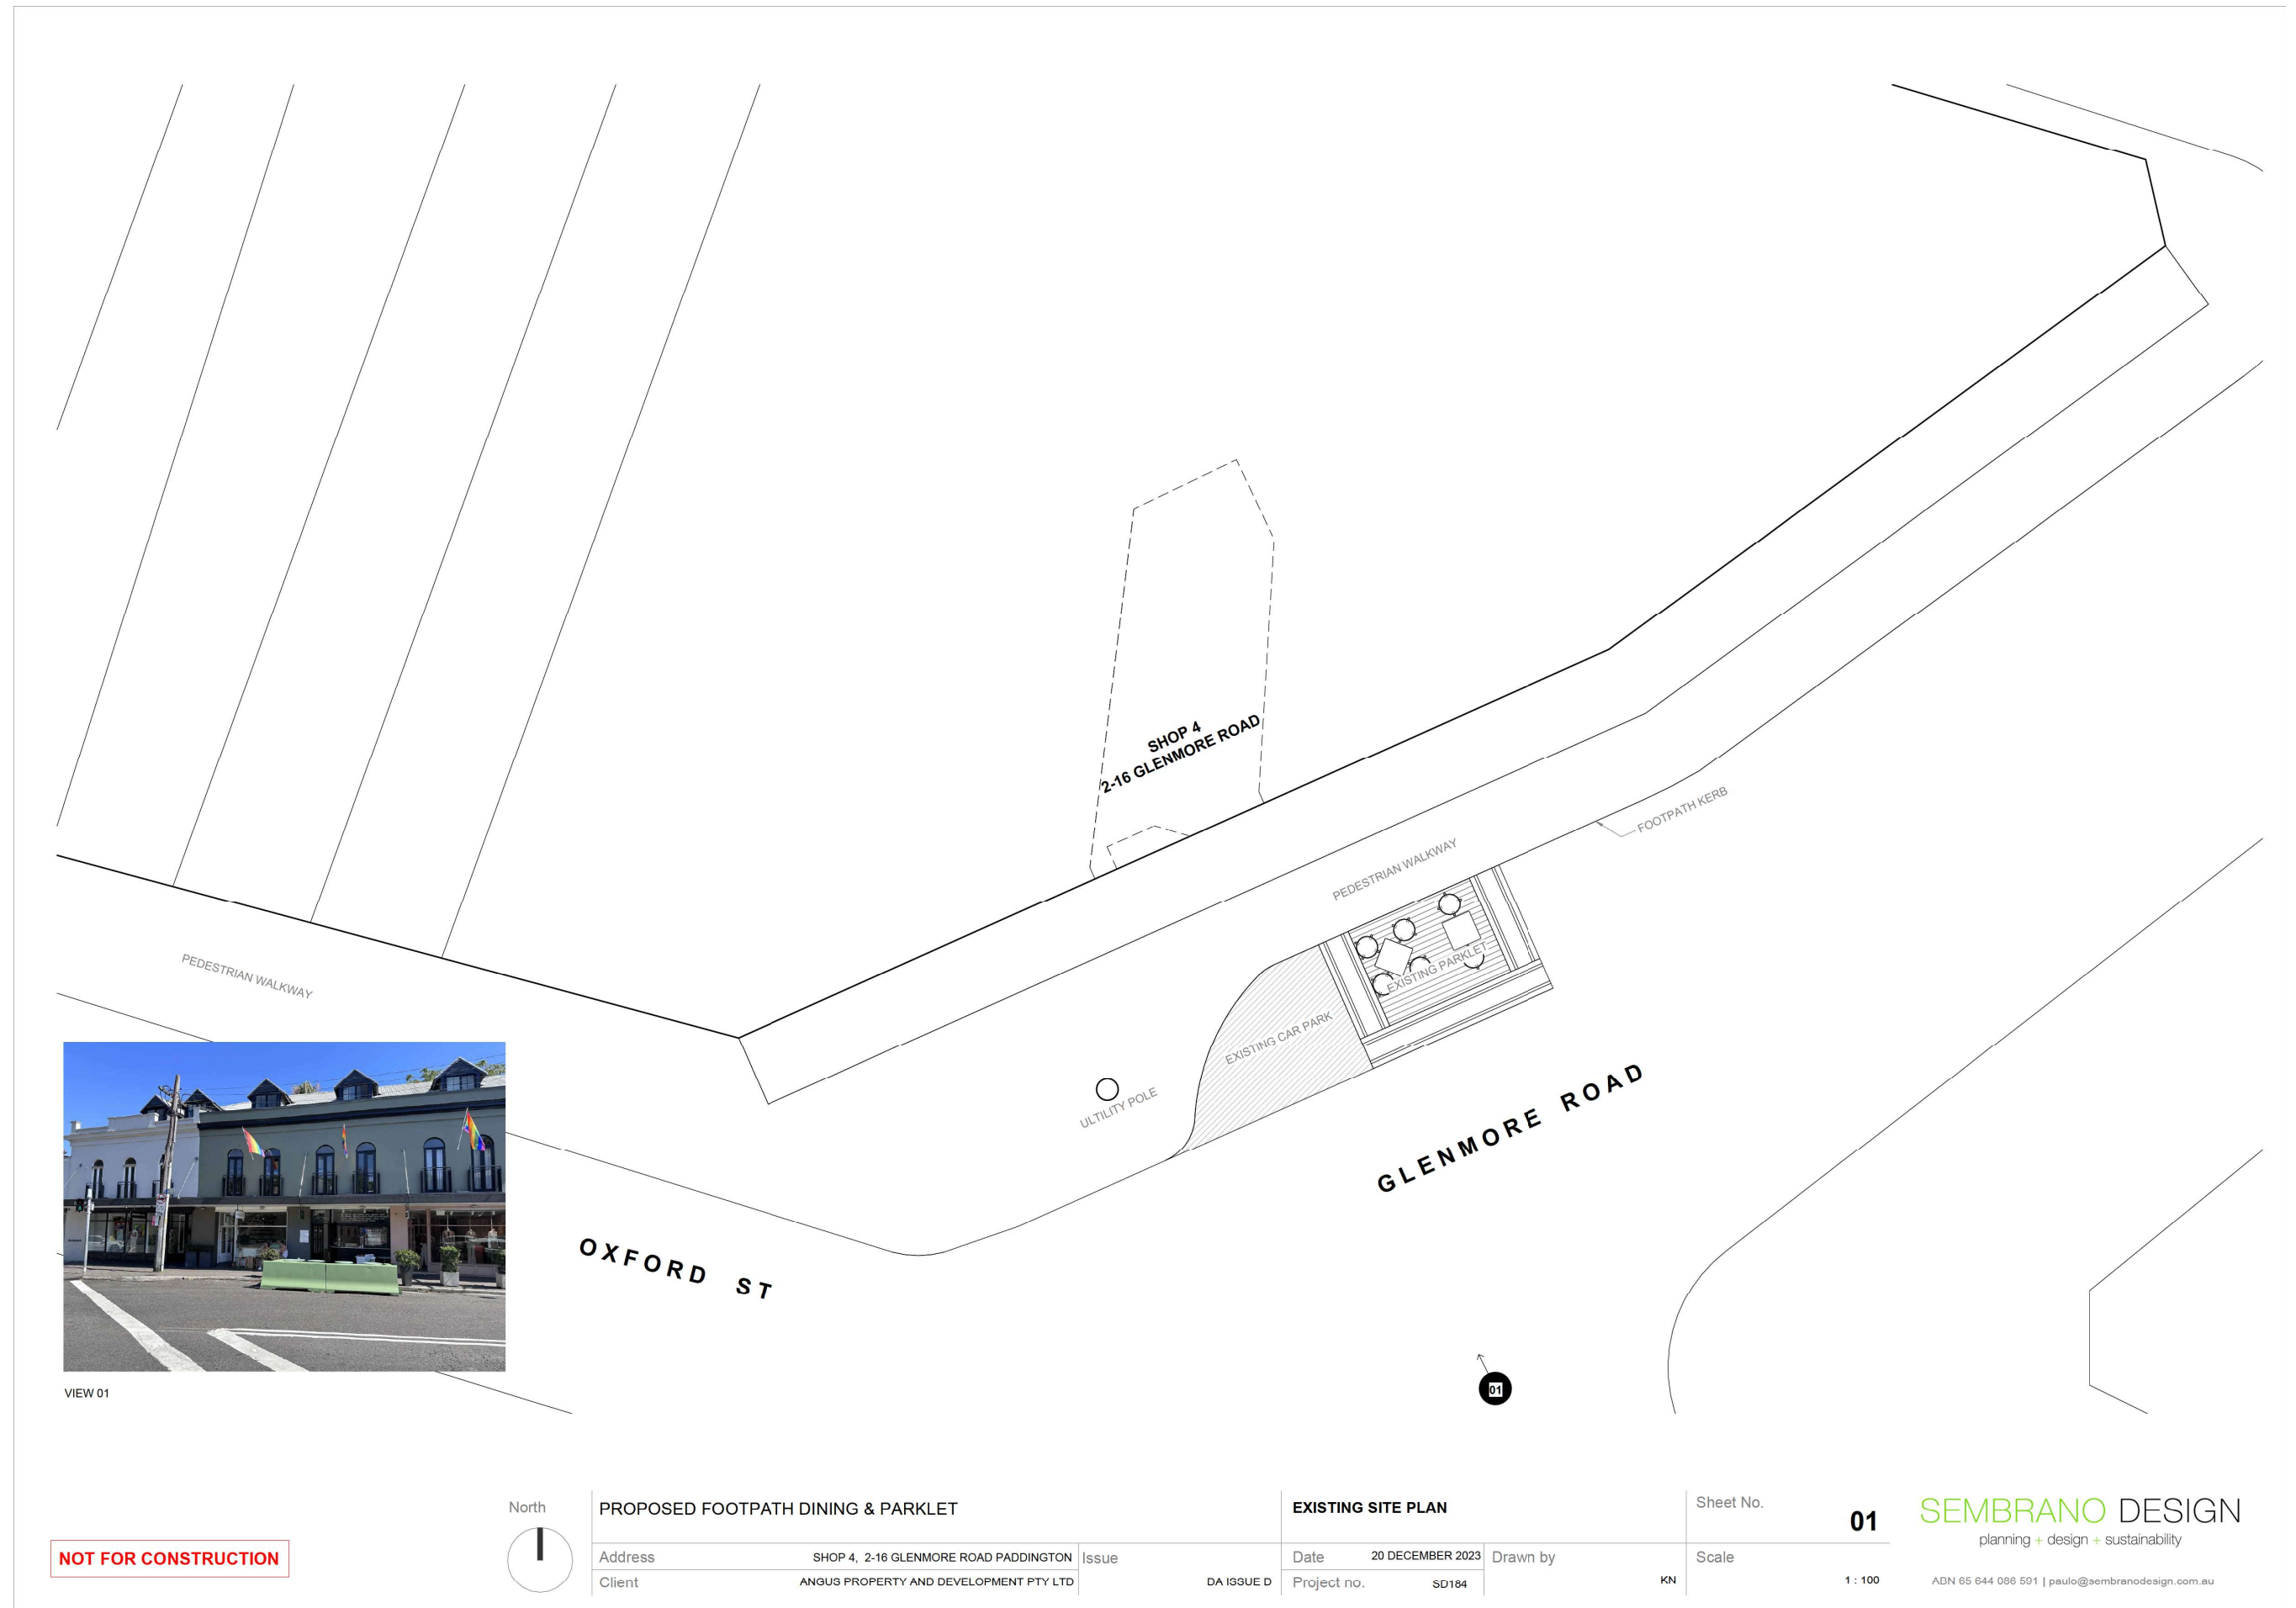 SHOP 4
2-16 GLENMORE ROAD
FOOTPATH KERB
PEDESTRIAN WALKWAY
EXISTING PARKLET
PEDESTRIAN WALKWAY
EXISTING CAR PARK
ULTILITY POLE
GLENMORE ROAD
OXFORD ST
01
VIEW 01
NOT FOR CONSTRUCTION
North
PROPOSED FOOTPATH DINING & PARKLET
Address SHOP 4, 2-16 GLENMORE ROAD PADDINGTON
Client ANGUS PROPERTY AND DEVELOPMENT PTY LTD
Issue
DA ISSUE D
EXISTING SITE PLAN
Date 20 DECEMBER 2023
Project no. SD184
Drawn by
KN
Sheet No.
01
Scale
1 : 100
SEMBRANO DESIGN
planning + design + sustainability
ABN 65 644 086 591 | paulo@sembranodesign.com.au